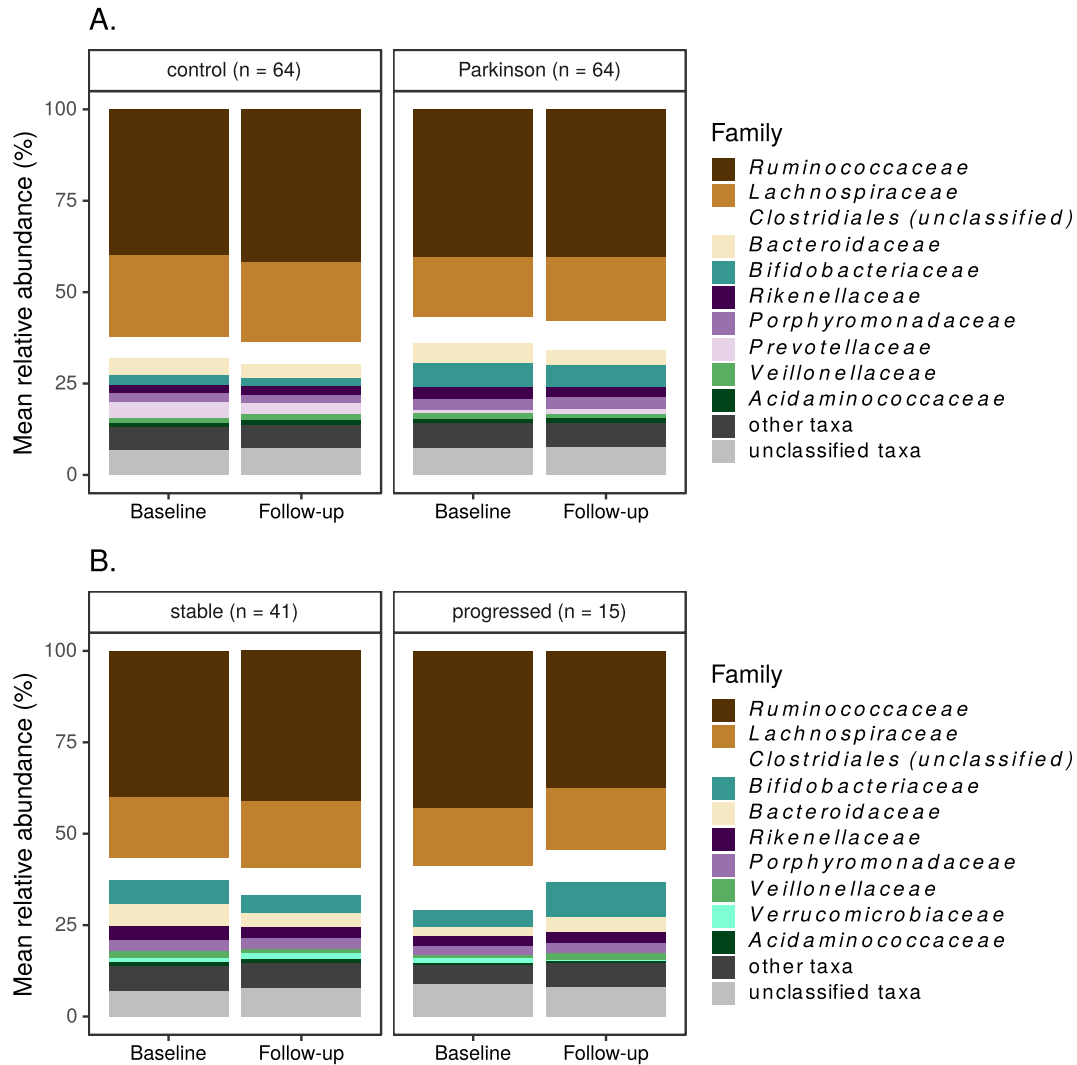 A.
control (n = 64)
Parkinson (n = 64)
Mean relative abundance (%)
100
75
50
25
0
Baseline
Follow-up
Baseline
Follow-up
Family
Ruminococcaceae
Lachnospiraceae
Clostridiales (unclassified)
Bacteroidaceae
Bifidobacteriaceae
Rikenellaceae
Porphyromonadaceae
Prevotellaceae
Veillonellaceae
Acidaminococcaceae
other taxa
unclassified taxa
B.
stable (n = 41)
progressed (n = 15)
Mean relative abundance (%)
100
75
50
25
0
Baseline
Follow-up
Baseline
Follow-up
Family
Ruminococcaceae
Lachnospiraceae
Clostridiales (unclassified)
Bifidobacteriaceae
Bacteroidaceae
Rikenellaceae
Porphyromonadaceae
Veillonellaceae
Verrucomicrobiaceae
Acidaminococcaceae
other taxa
unclassified taxa